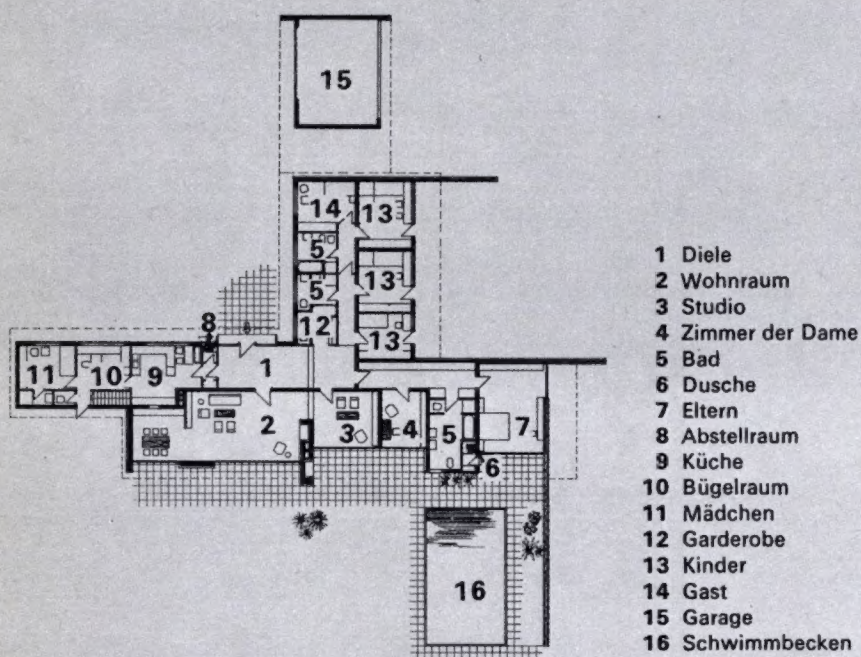 15
14
13
5
13
5
12
13
8
1
11
10
9
2
3
4
5
7
6
16
1 Diele
2 Wohnraum
3 Studio
4 Zimmer der Dame
5 Bad
6 Dusche
7 Eltern
8 Abstellraum
9 Küche
10 Bügelraum
11 Mädchen
12 Garderobe
13 Kinder
14 Gast
15 Garage
16 Schwimmbecken